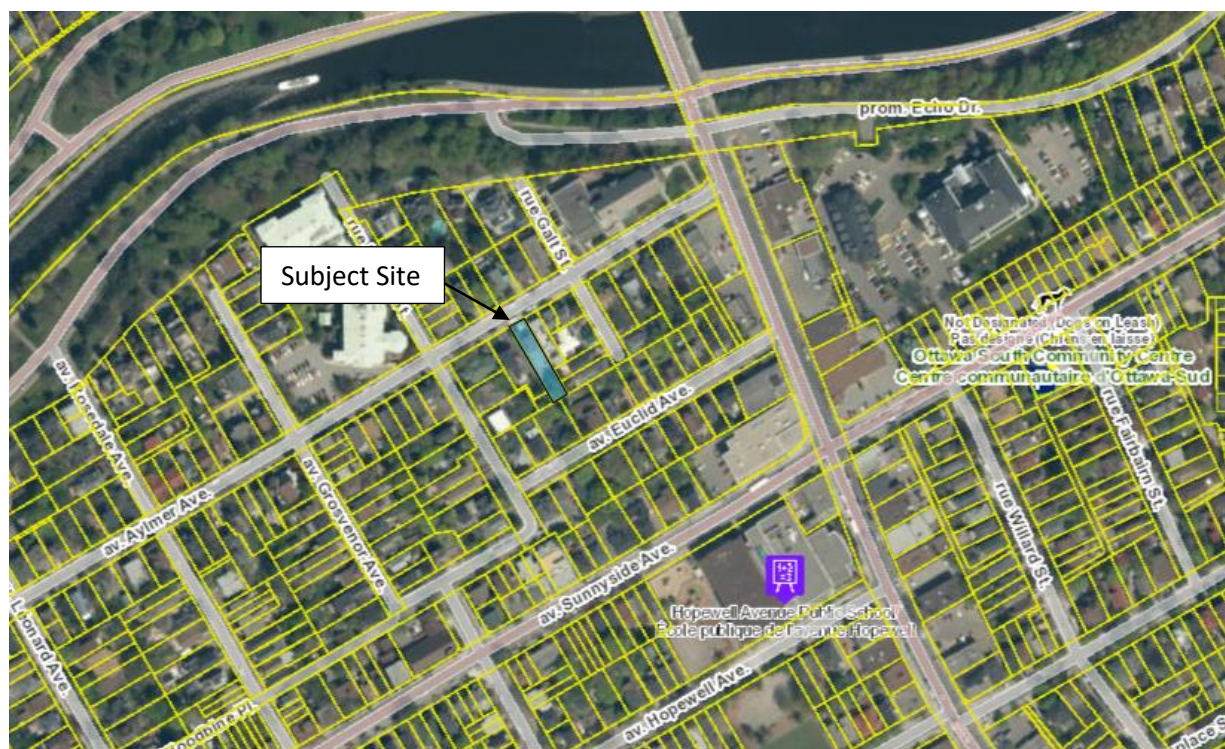 prom. Echo Dr.
rue Galt St.
Subject Site
Not Designated (Dogs on Leash)
Pas désigné (Chiens en laisse)
Ottawa South Community Centre
Centre communautaire d'Ottawa-Sud
av. Rosedale Ave.
av. Euclid Ave.
rue Fairbairn St.
av. Grosvenor Ave.
av. Aylmer Ave.
rue Willard St.
av. Sunnyside Ave.
1+2
=3
Hopewell Avenue Public School/
École publique de l'avenue Hopewell
Leonard Ave.
av. Hopewell Ave.